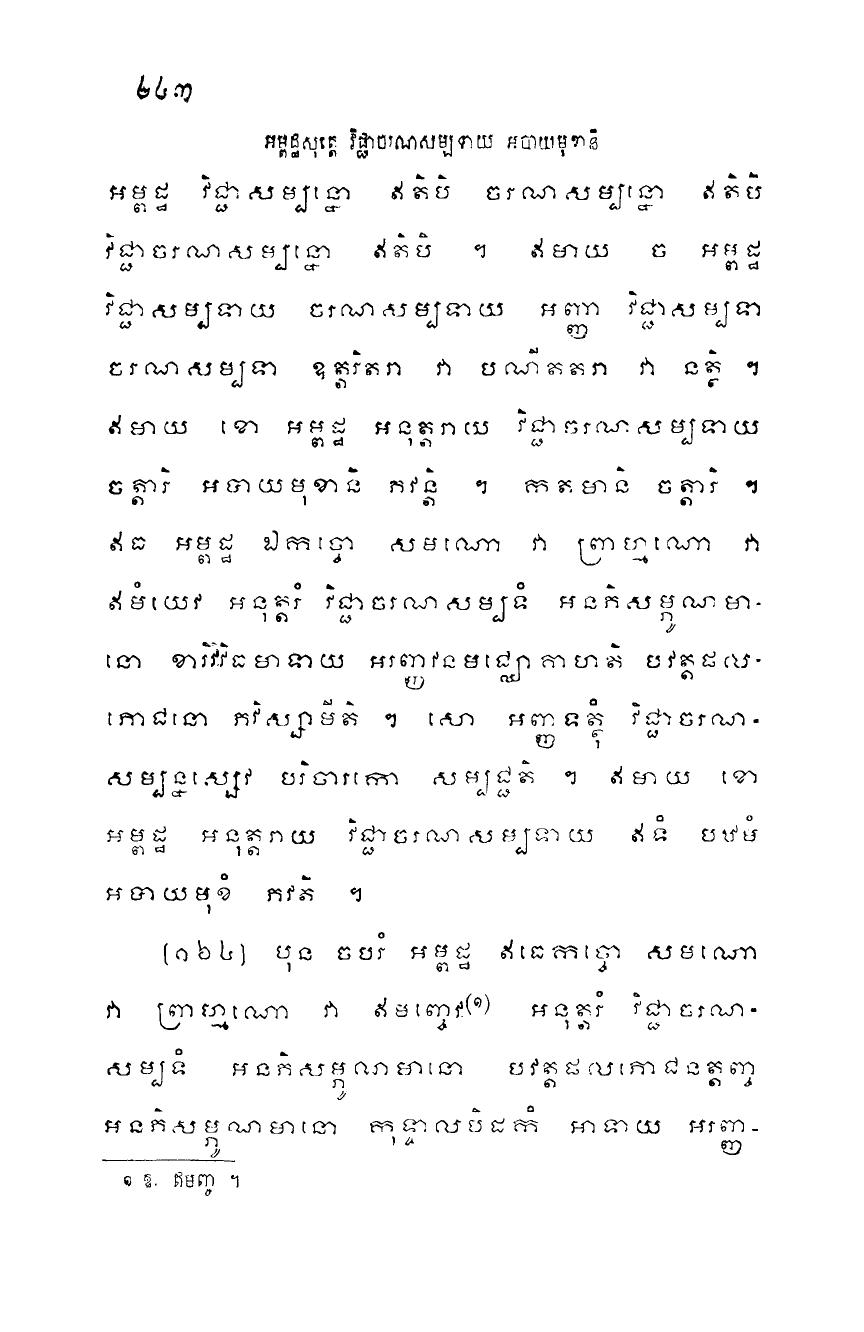 ២៤៣
អម្ពដ្ឋសុត្តេ វិជ្ជាចរណសម្បទាយ អបាយមុខានិ
អម្ពដ្ឋ វិជ្ជាសម្បន្នោ ឥតិបិ ចរណសម្បន្នោ ឥតិបិ
វិជ្ជាចរណសម្បន្នោ ឥតិបិ ។ ឥមាយ ច អម្ពដ្ឋ
វិជ្ជាសម្បទាយ ចរណសម្បទាយ អញ្ញា វិជ្ជាសម្បទា
ចរណសម្បទា ឧត្តរិតរា វា បណីតតរា វា នត្ថិ ។
ឥមាយ ខោ អម្ពដ្ឋ អនុត្តរាយ វិជ្ជាចរណសម្បទាយ
ចត្តារិ អបាយមុខានិ ភវន្តិ ។ កតមានិ ចត្តារិ ។
ឥធ អម្ពដ្ឋ ឯកច្ចោ សមណោ វា ព្រាហ្មណោ វា
ឥមំយេវ អនុត្តរំ វិជ្ជាចរណសម្បទំ អនភិសម្ភុណមា-
នោ ខារីវិវិធមាទាយ អរញ្ញវនមជ្ឈោគាហតិ បវត្តផល-
ភោជនោ ភវិស្សាមីតិ ។ សោ អញ្ញទត្ថុំ វិជ្ជាចរណ-
សម្បន្នស្សេវ បរិចារកោ សម្បជ្ជតិ ។ ឥមាយ ខោ
អម្ពដ្ឋ អនុត្តរាយ វិជ្ជាចរណសម្បទាយ ឥទំ បឋមំ
អបាយមុខំ ភវតិ ។
(១៦៤) បុន ចបរំ អម្ពដ្ឋ ឥធេកច្ចោ សមណោ
វា ព្រាហ្មណោ វា ឥមញ្ចេវ(១) អនុត្តរំ វិជ្ជាចរណ-
សម្បទំ អនភិសម្ភុណមានោ បវត្តផលភោជនត្តញ្ច
អនភិសម្ភុណមានោ កុទ្ទាលបិដកំ អាទាយ អរញ្ញ-
១ ឱ. ឥមញ្ច ។